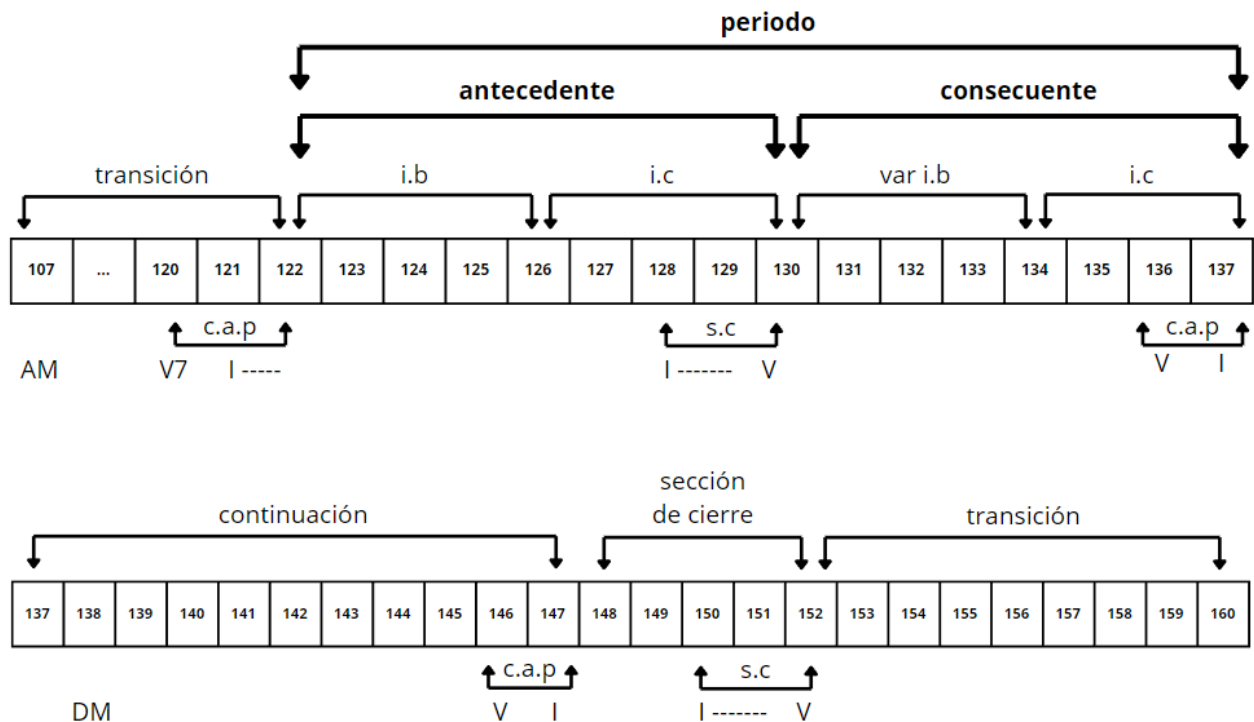 periodo
antecedente consecuente
transición i.b i.c var i.b i.c
107 ... 120 121 122 123 124 125 126 127 128 129 130 131 132 133 134 135 136 137
c.a.p s.c c.a.p
AM V7 I ----- I ------- V V I
sección
continuación de cierre transición
137 138 139 140 141 142 143 144 145 146 147 148 149 150 151 152 153 154 155 156 157 158 159 160
c.a.p s.c
DM V I I ------- V